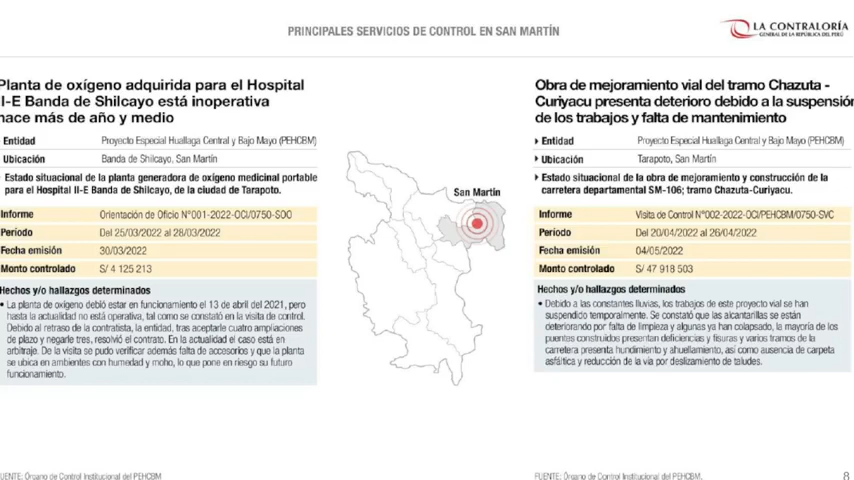 PRINCIPALES SERVICIOS DE CONTROL EN SAN MARTÍN
LA CONTRALORÍA
GENERAL DE LA REPÚBLICA DEL PERÚ
Planta de oxígeno adquirida para el Hospital
II-E Banda de Shilcayo está inoperativa
hace más de año y medio
Entidad Proyecto Especial Huallaga Central y Bajo Mayo (PEHCBM)
Ubicación Banda de Shilcayo, San Martín
Estado situacional de la planta generadora de oxígeno medicinal portable
para el Hospital II-E Banda de Shilcayo, de la ciudad de Tarapoto.
Informe Orientación de Oficio N°001-2022-OCI/0750-SOO
Período Del 25/03/2022 al 28/03/2022
Fecha emisión 30/03/2022
Monto controlado S/ 4 125 213
Hechos y/o hallazgos determinados
• La planta de oxígeno debió estar en funcionamiento el 13 de abril del 2021, pero
hasta la actualidad no está operativa, tal como se constató en la visita de control.
Debido al retraso de la contratista, la entidad, tras aceptarle cuatro ampliaciones
de plazo y negarle tres, resolvió el contrato. En la actualidad el caso está en
arbitraje. De la visita se pudo verificar además falta de accesorios y que la planta
se ubica en ambientes con humedad y moho, lo que pone en riesgo su futuro
funcionamiento.
UENTE: Órgano de Control Institucional del PEHCBM
San Martín
Obra de mejoramiento vial del tramo Chazuta -
Curiyacu presenta deterioro debido a la suspensión
de los trabajos y falta de mantenimiento
Entidad Proyecto Especial Huallaga Central y Bajo Mayo (PEHCBM)
Ubicación Tarapoto, San Martín
Estado situacional de la obra de mejoramiento y construcción de la
carretera departamental SM-106; tramo Chazuta-Curiyacu.
Informe Visita de Control N°002-2022-OCI/PEHCBM/0750-SVC
Período Del 20/04/2022 al 26/04/2022
Fecha emisión 04/05/2022
Monto controlado S/ 47 918 503
Hechos y/o hallazgos determinados
• Debido a las constantes lluvias, los trabajos de este proyecto vial se han
suspendido temporalmente. Se constató que las alcantarillas se están
deteriorando por falta de limpieza y algunas ya han colapsado, la mayoría de los
puentes construidos presentan deficiencias y fisuras y varios tramos de la
carretera presenta hundimiento y ahuellamiento, así como ausencia de carpeta
asfáltica y reducción de la vía por deslizamiento de taludes.
FUENTE: Órgano de Control Institucional del PEHCBM.
8